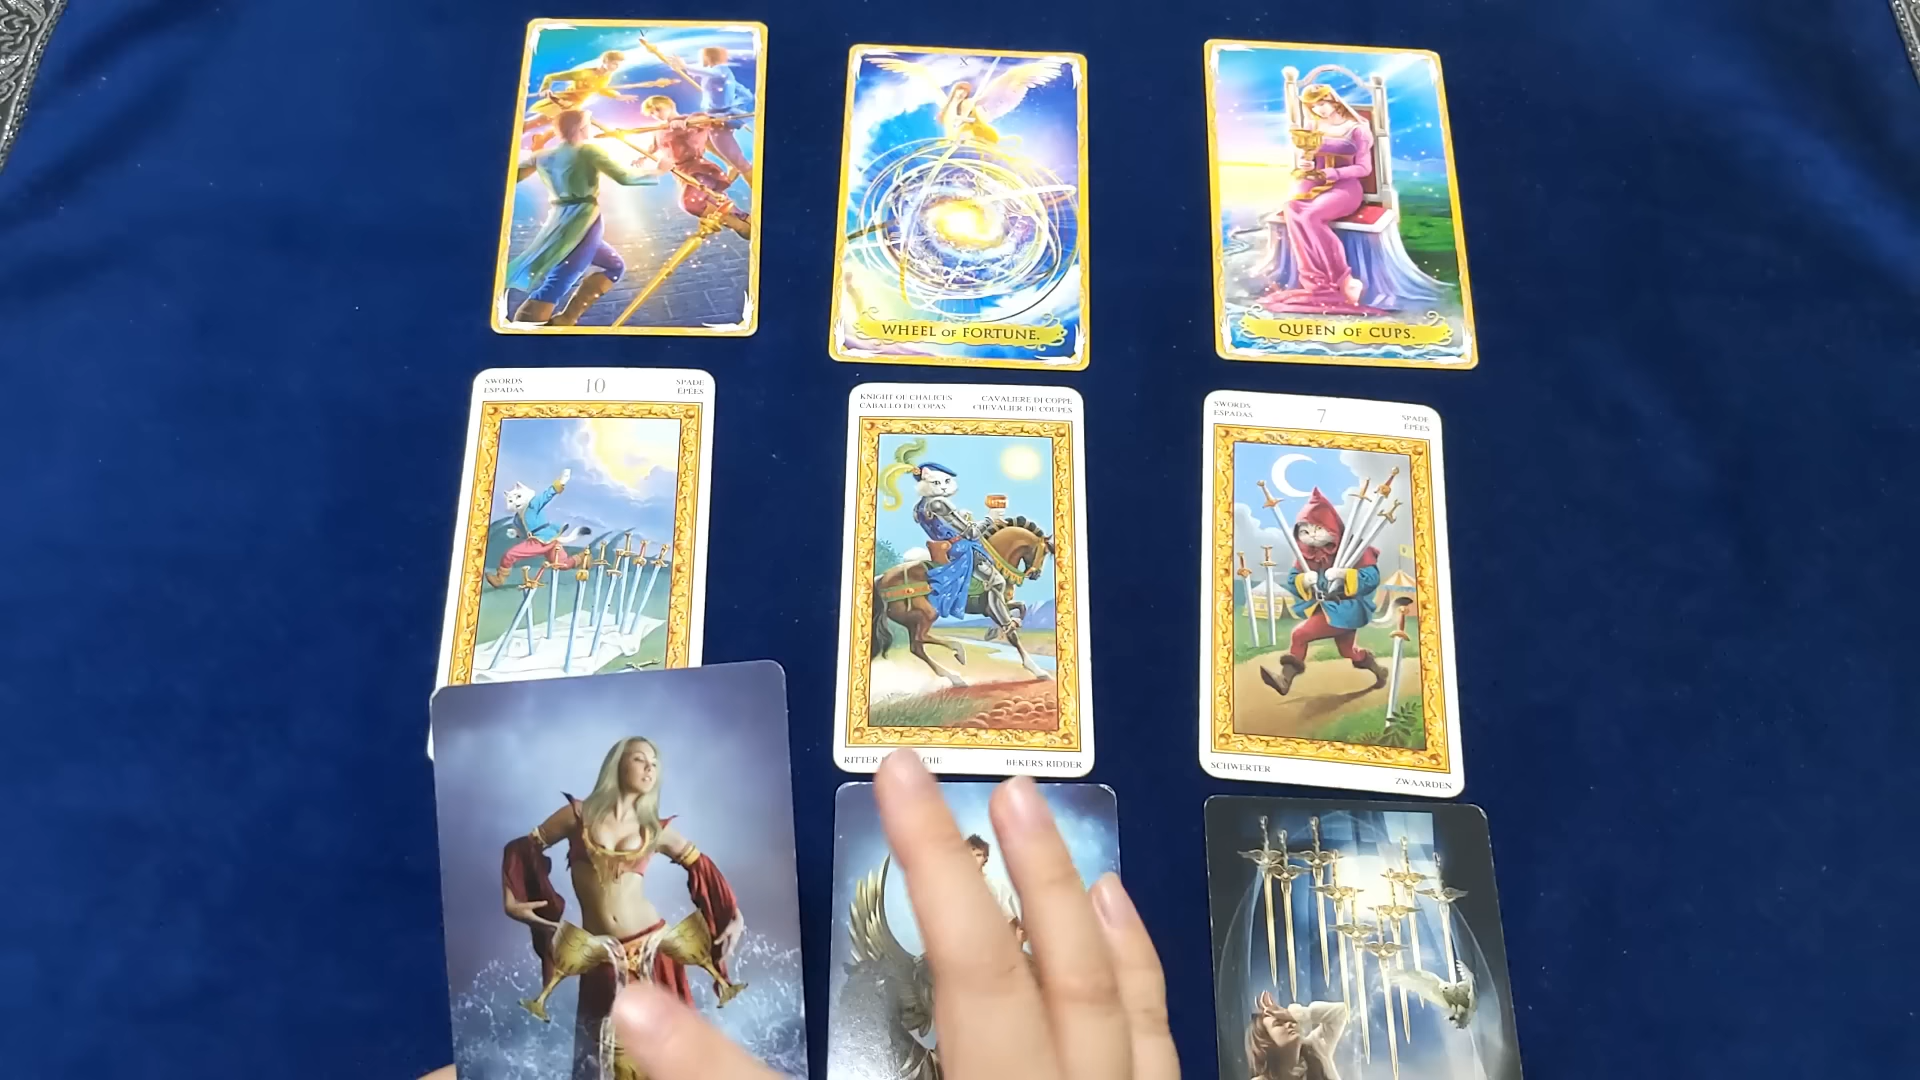 X
WHEEL OF FORTUNE.
QUEEN OF CUPS.
SWORDS
ESPADAS
10
SPADE
ÉPÉES
KNIGHT OF CHALICES
CABALLO DE COPAS
CAVALIERE DI COPPE
CHEVALIER DE COUPES
SWORDS
ESPADAS
7
SPADE
ÉPÉES
RITTER
CHE
BEKERS RIDDER
SCHWERTER
ZWAARDEN